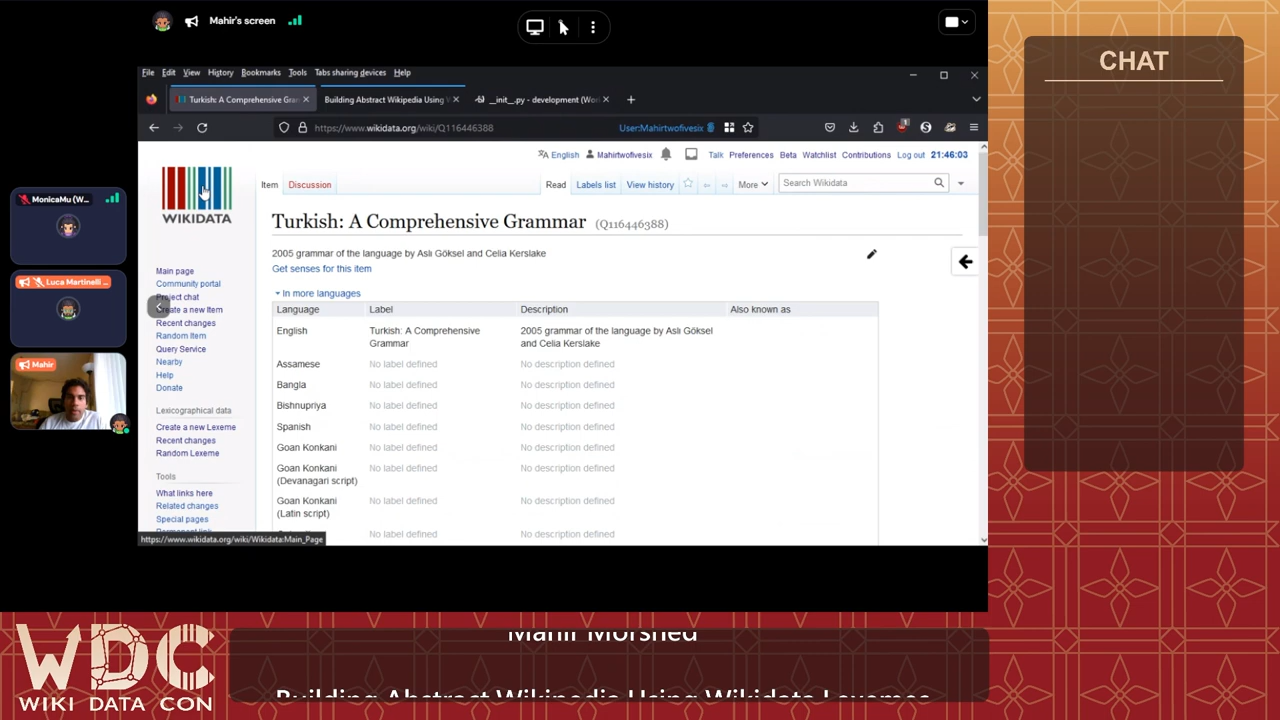 Mahir's screen
CHAT
File Edit View History Bookmarks Tools Tabs sharing devices Help
Turkish: A Comprehensive Gra
Building Abstract Wikipedia Using
__init__.py - development (Wor
https://www.wikidata.org/wiki/Q116446388
User:Mahirtwofivesix
English Mahirtwofivesix Talk Preferences Beta Watchlist Contributions Log out 21:46:03
WIKIDATA
Item Discussion Read Labels list View history More Search Wikidata
MonicaMu (W...
Turkish: A Comprehensive Grammar (Q116446388)
2005 grammar of the language by Aslı Göksel and Celia Kerslake
Get senses for this item
Main page
Community portal
Project chat
Create a new Item
Recent changes
Random Item
Query Service
Nearby
Help
Donate
Lexicographical data
Create a new Lexeme
Recent changes
Random Lexeme
Tools
What links here
Related changes
Special pages
In more languages
Language Label Description Also known as
English Turkish: A Comprehensive 2005 grammar of the language by Aslı Göksel
Grammar and Celia Kerslake
Assamese No label defined No description defined
Bangla No label defined No description defined
Bishnupriya No label defined No description defined
Spanish No label defined No description defined
Goan Konkani No label defined No description defined
Goan Konkani No label defined No description defined
(Devanagari script)
Goan Konkani No label defined No description defined
(Latin script)
No label defined No description defined
https://www.wikidata.org/wiki/Wikidata:Main_Page
Luca Martinelli ...
Mahir
WDC
WIKI DATA CON
Mahir Morshed
Building Abstract Wikipedia Using Wikidata Lexemes